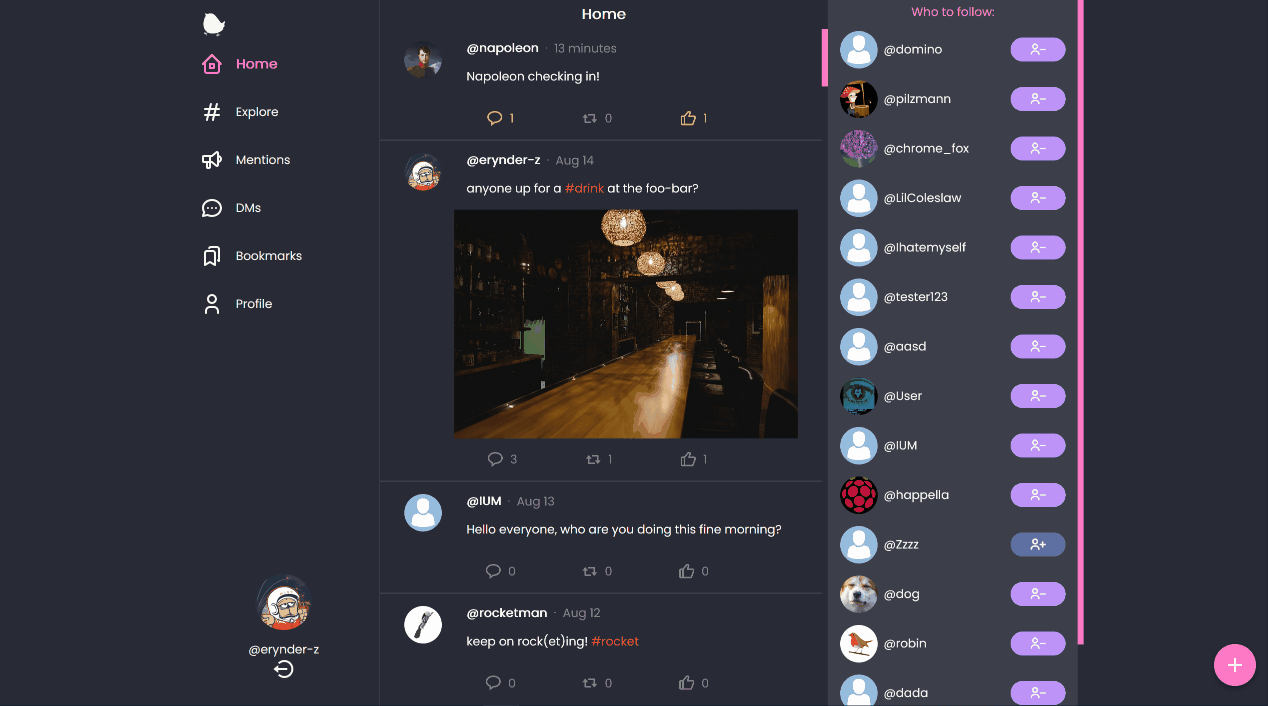 Home
Explore
Mentions
DMs
Bookmarks
Profile
@erynder-z
Home
@napoleon · 13 minutes
Napoleon checking in!
1 0 1
@erynder-z · Aug 14
anyone up for a #drink at the foo-bar?
3 1 1
@IUM · Aug 13
Hello everyone, who are you doing this fine morning?
0 0 0
@rocketman · Aug 12
keep on rock(et)ing! #rocket
0 0 0
Who to follow:
@domino
@pilzmann
@chrome_fox
@LilColeslaw
@Ihatemyself
@tester123
@aasd
@User
@IUM
@happella
@Zzzz
@dog
@robin
@dada